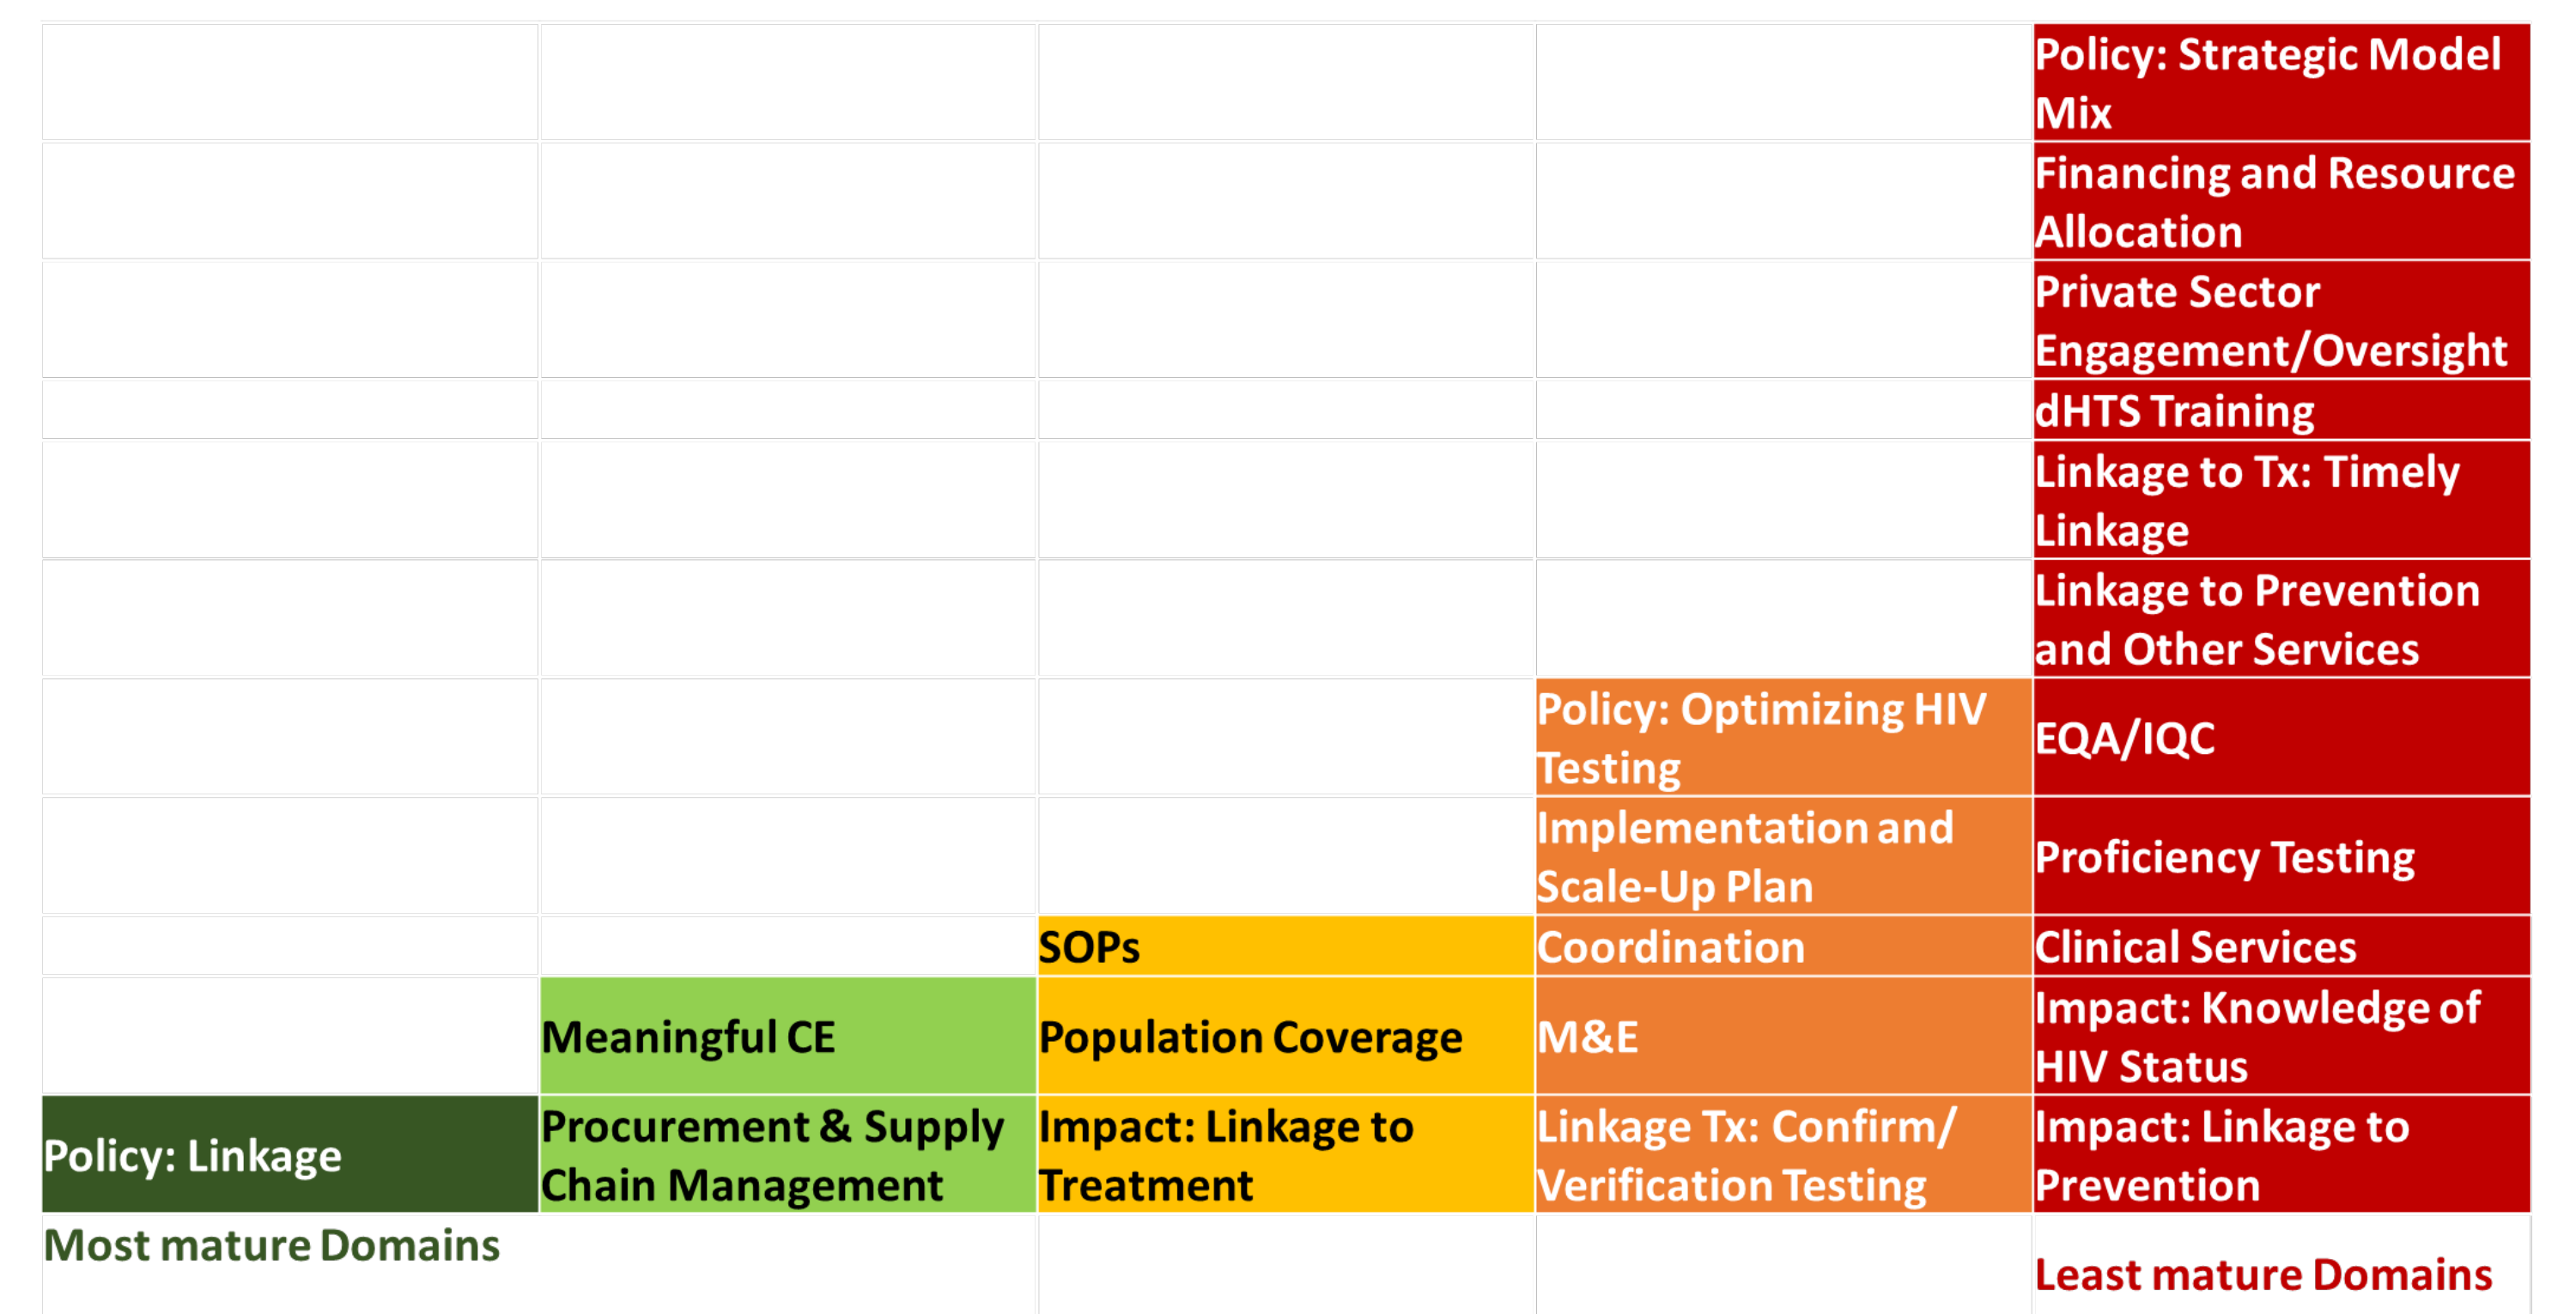 Policy: Strategic Model
Mix
Financing and Resource
Allocation
Private Sector
Engagement/Oversight
dHTS Training
Linkage to Tx: Timely
Linkage
Linkage to Prevention
and Other Services
Policy: Optimizing HIV
Testing
EQA/IQC
Implementation and
Scale-Up Plan
Proficiency Testing
SOPs
Coordination
Clinical Services
Meaningful CE
Population Coverage
M&E
Impact: Knowledge of
HIV Status
Policy: Linkage
Procurement & Supply
Chain Management
Impact: Linkage to
Treatment
Linkage Tx: Confirm/
Verification Testing
Impact: Linkage to
Prevention
Most mature Domains
Least mature Domains